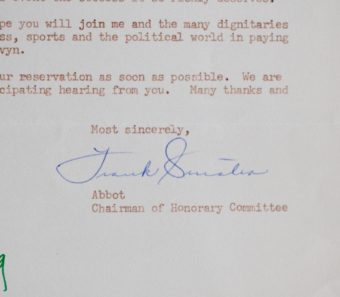 pe you will join me and the many dignitaries
ss, sports and the political world in paying
wyn.
ur reservation as soon as possible. We are
cipating hearing from you. Many thanks and
Most sincerely,
Frank Sinatra
Abbot
Chairman of Honorary Committee